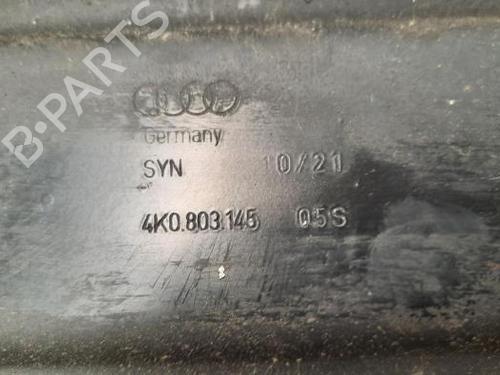 B-PARTS
Germany
SYN 10/21
4K0.803.145 Q5S